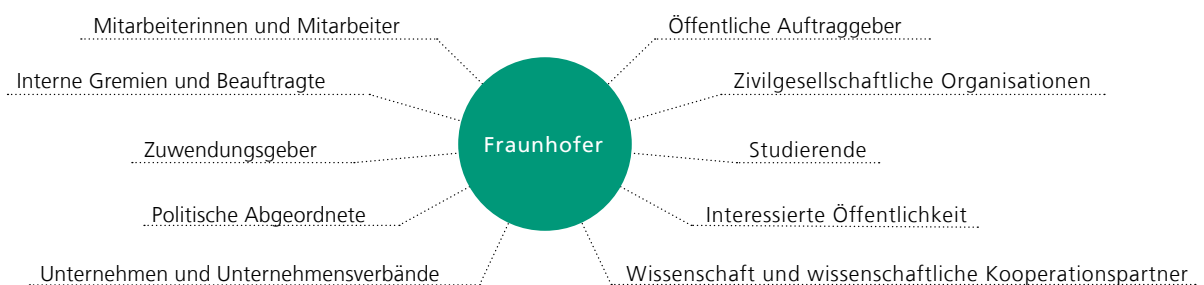 Mitarbeiterinnen und Mitarbeiter
Öffentliche Auftraggeber
Interne Gremien und Beauftragte
Zivilgesellschaftliche Organisationen
Zuwendungsgeber
Fraunhofer
Studierende
Politische Abgeordnete
Interessierte Öffentlichkeit
Unternehmen und Unternehmensverbände
Wissenschaft und wissenschaftliche Kooperationspartner